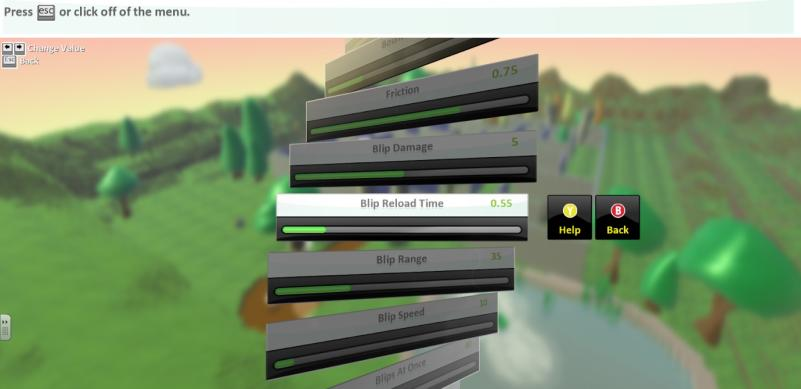 Press esc or click off of the menu.
Change Value
Esc Back
Friction 0.75
Blip Damage 5
Blip Reload Time 0.55
Y B
Help Back
Blip Range 35
Blip Speed 10
Blips At Once